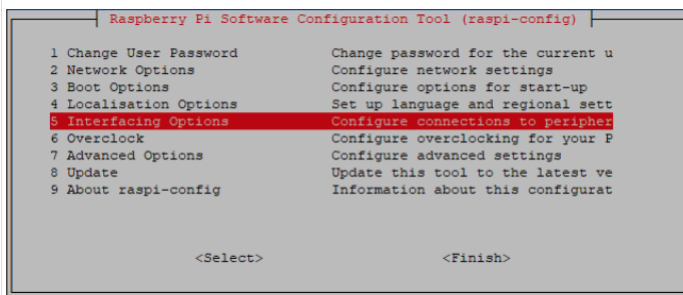 Raspberry Pi Software Configuration Tool (raspi-config)
1 Change User Password Change password for the current u
2 Network Options Configure network settings
3 Boot Options Configure options for start-up
4 Localisation Options Set up language and regional sett
5 Interfacing Options Configure connections to peripher
6 Overclock Configure overclocking for your P
7 Advanced Options Configure advanced settings
8 Update Update this tool to the latest ve
9 About raspi-config Information about this configurat
<Select> <Finish>